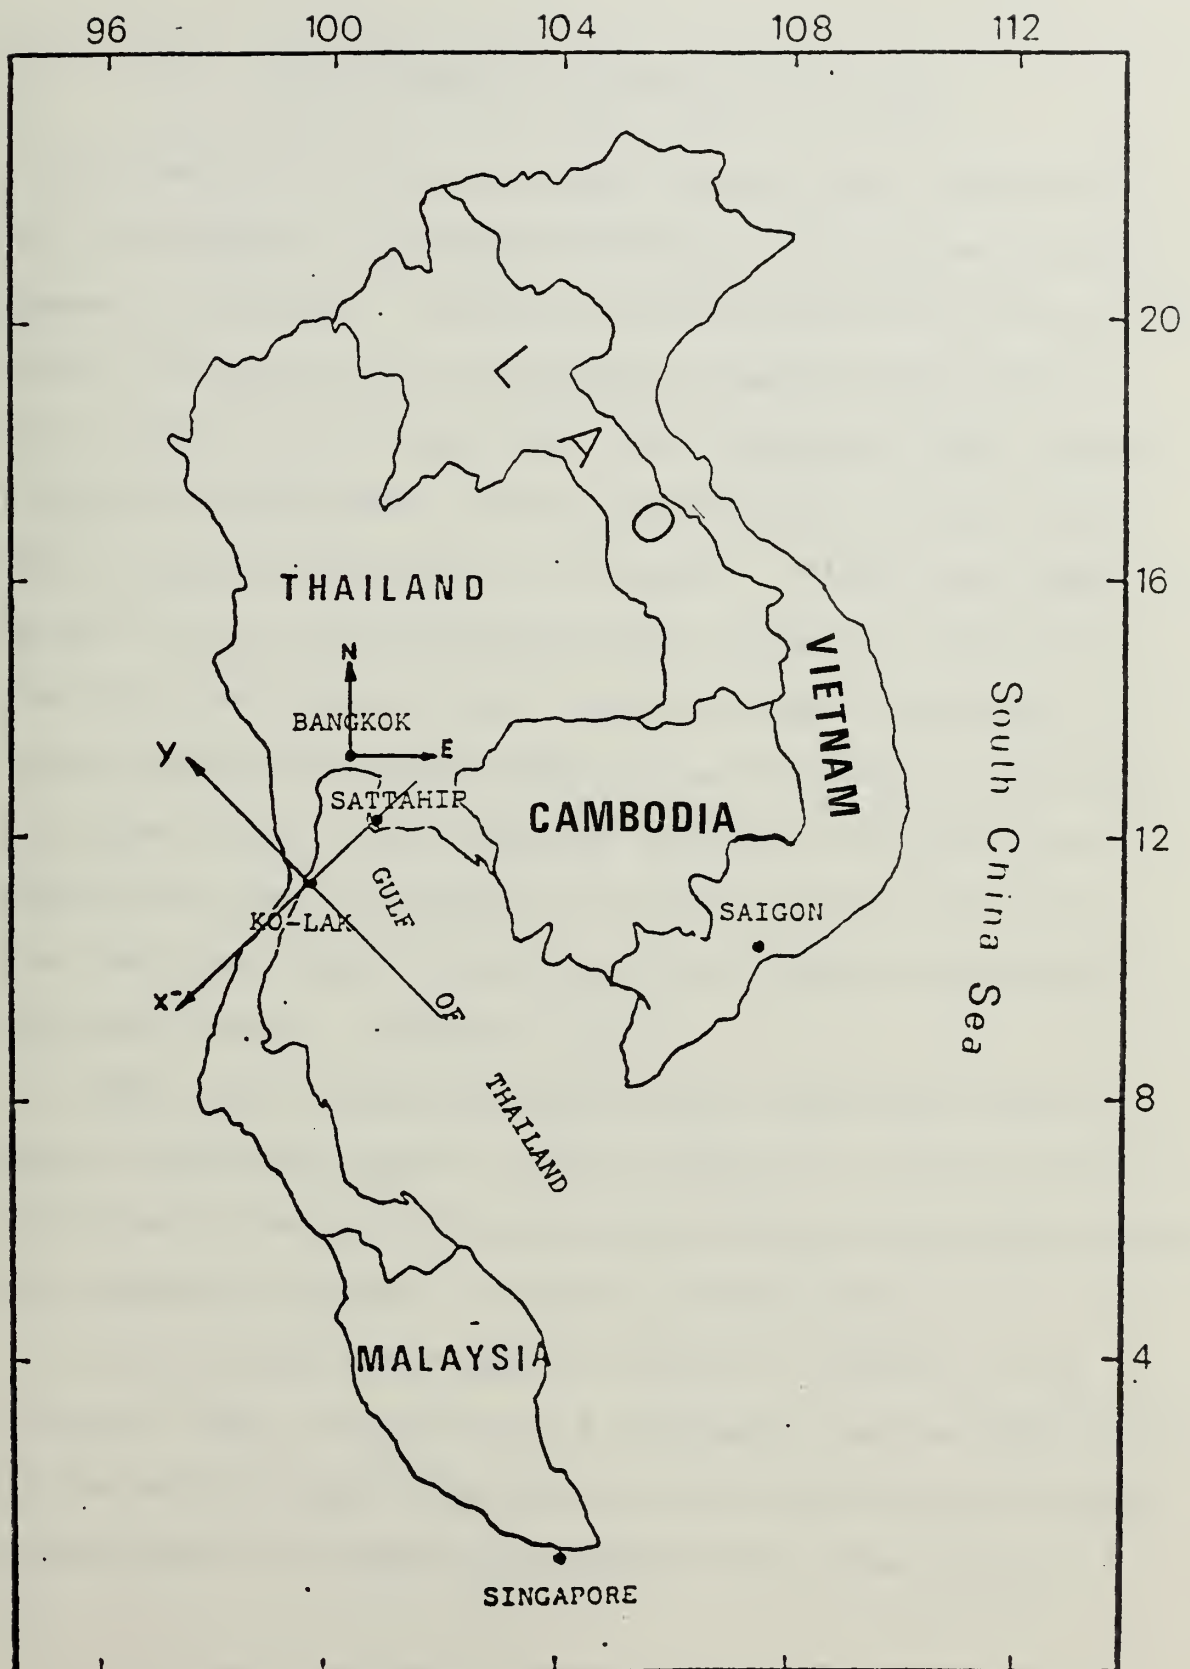 96 100 104 108 112
20
L
A
O
THAILAND
16
VIETNAM
N
BANGKOK
E
South China Sea
y
SATTAHIP
CAMBODIA
12
GULF
KO-LAK
SAIGON
x
OF
8
THAILAND
MALAYSIA
4
SINGAPORE